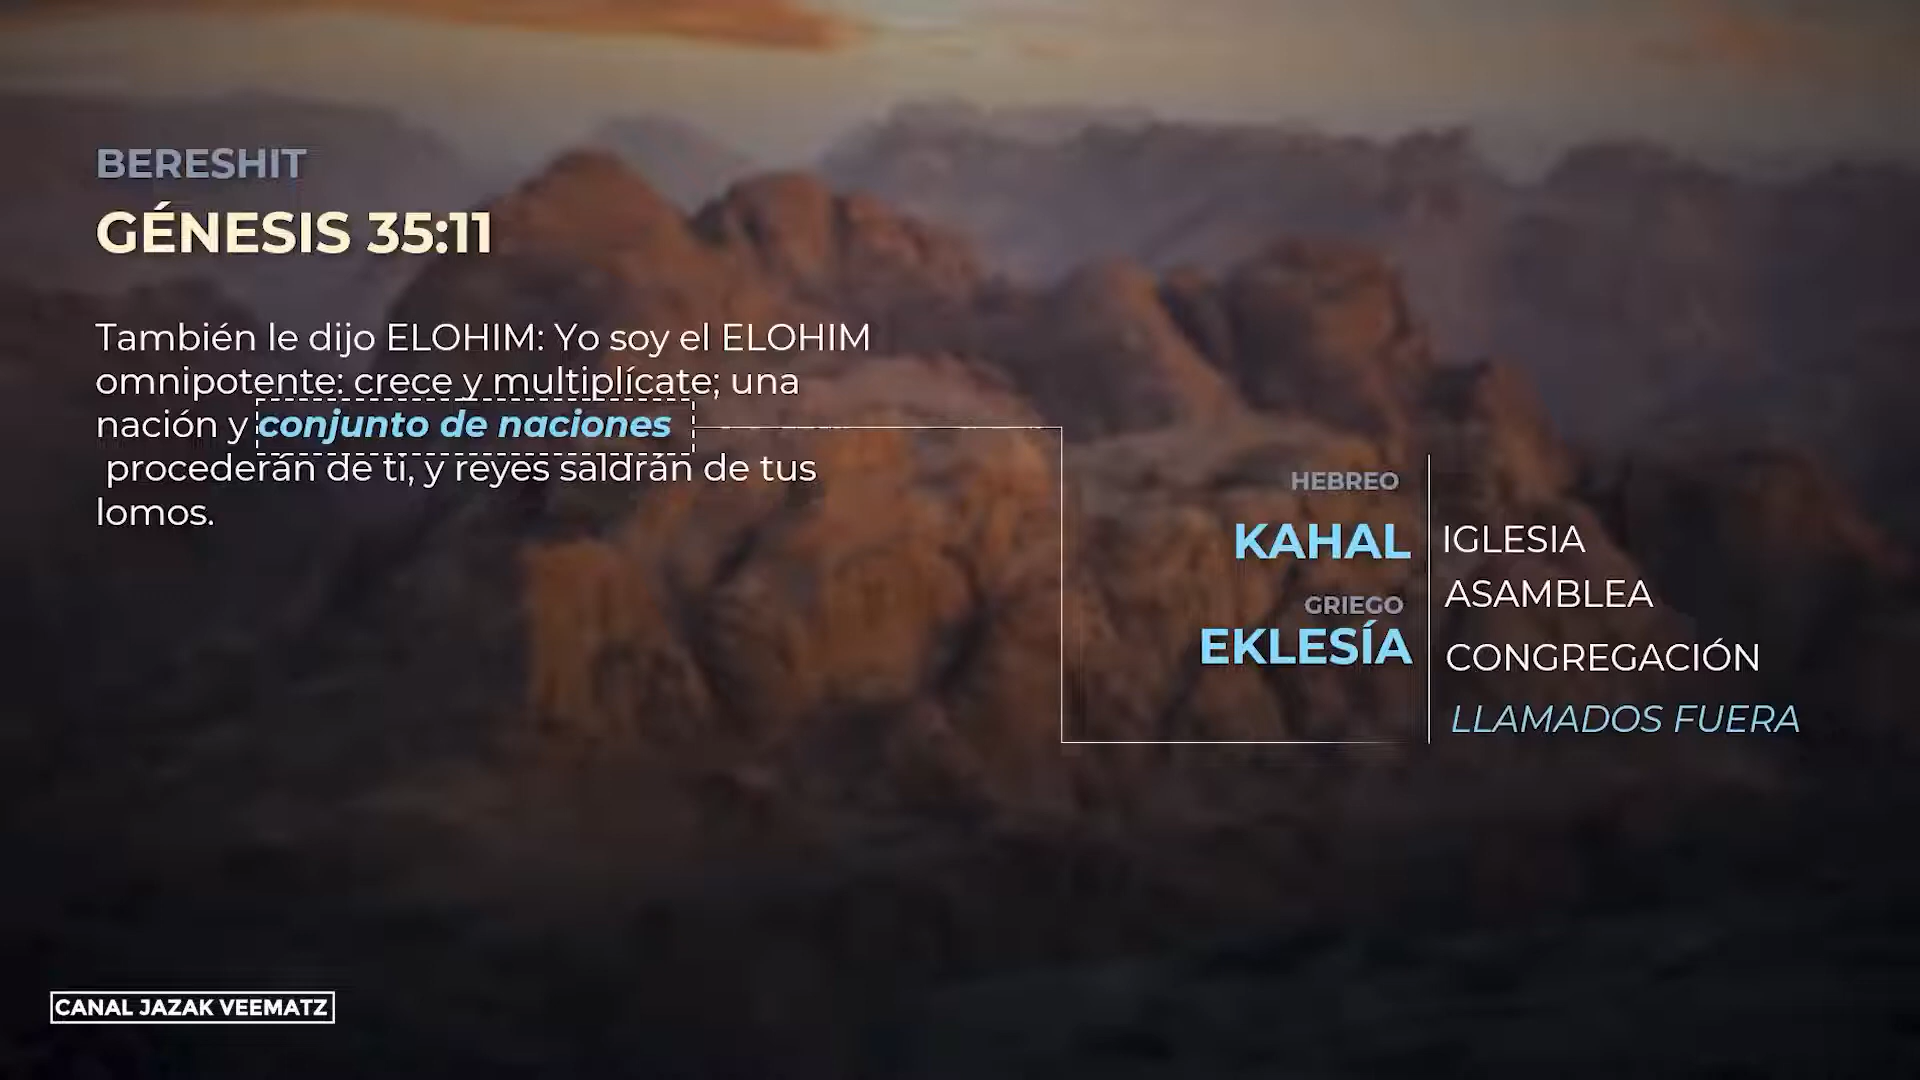 BERESHIT
GÉNESIS 35:11
También le dijo ELOHIM: Yo soy el ELOHIM
omnipotente: crece y multiplícate; una
nación y conjunto de naciones
procederán de ti, y reyes saldrán de tus
lomos.
HEBREO
KAHAL
GRIEGO
EKLESÍA
IGLESIA
ASAMBLEA
CONGREGACIÓN
LLAMADOS FUERA
CANAL JAZAK VEEMATZ